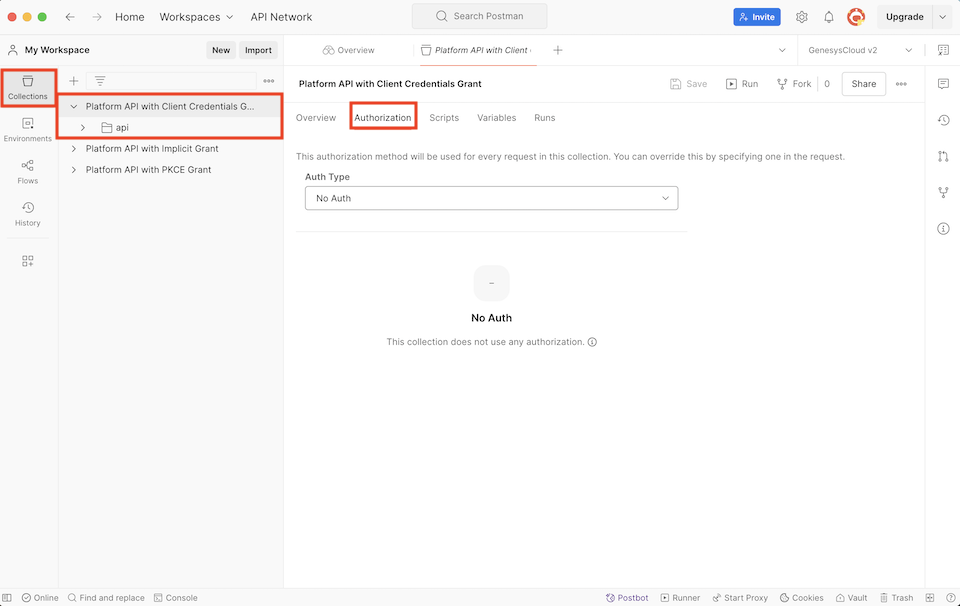 Home
Workspaces
API Network
Search Postman
Invite
Upgrade
My Workspace
New
Import
Overview
Platform API with Client
GenesysCloud v2
Collections
Environments
Flows
History
Platform API with Client Credentials G...
api
Platform API with Implicit Grant
Platform API with PKCE Grant
Platform API with Client Credentials Grant
Save
Run
Fork
0
Share
Overview
Authorization
Scripts
Variables
Runs
This authorization method will be used for every request in this collection. You can override this by specifying one in the request.
Auth Type
No Auth
No Auth
This collection does not use any authorization.
Online
Find and replace
Console
Postbot
Runner
Start Proxy
Cookies
Vault
Trash